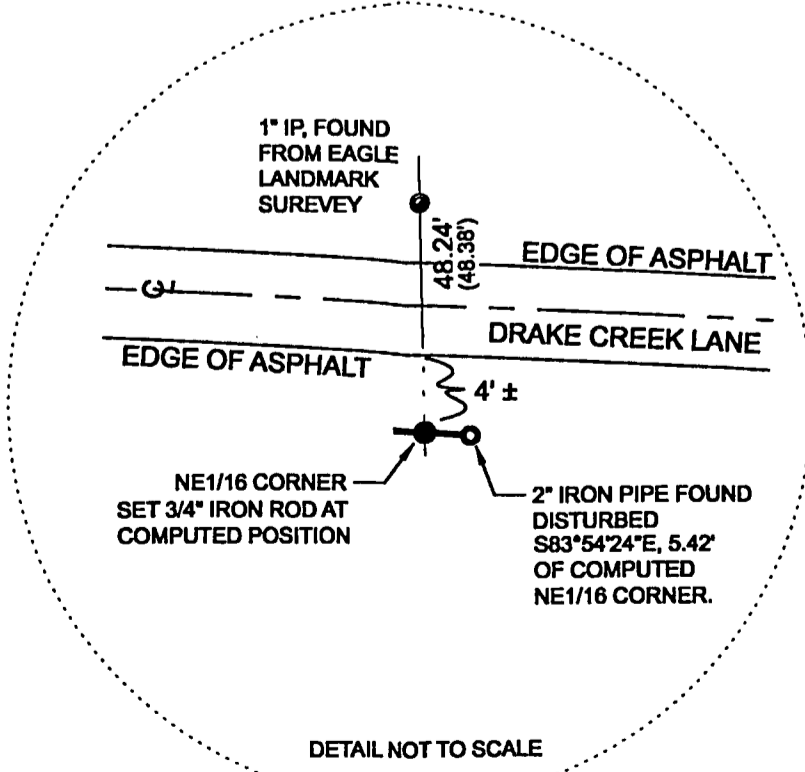 1" IP, FOUND
FROM EAGLE
LANDMARK
SUREVEY
48.24'
(48.38')
EDGE OF ASPHALT
DRAKE CREEK LANE
EDGE OF ASPHALT
4' ±
NE1/16 CORNER
SET 3/4" IRON ROD AT
COMPUTED POSITION
2" IRON PIPE FOUND
DISTURBED
S83°54'24"E, 5.42'
OF COMPUTED
NE1/16 CORNER.
DETAIL NOT TO SCALE